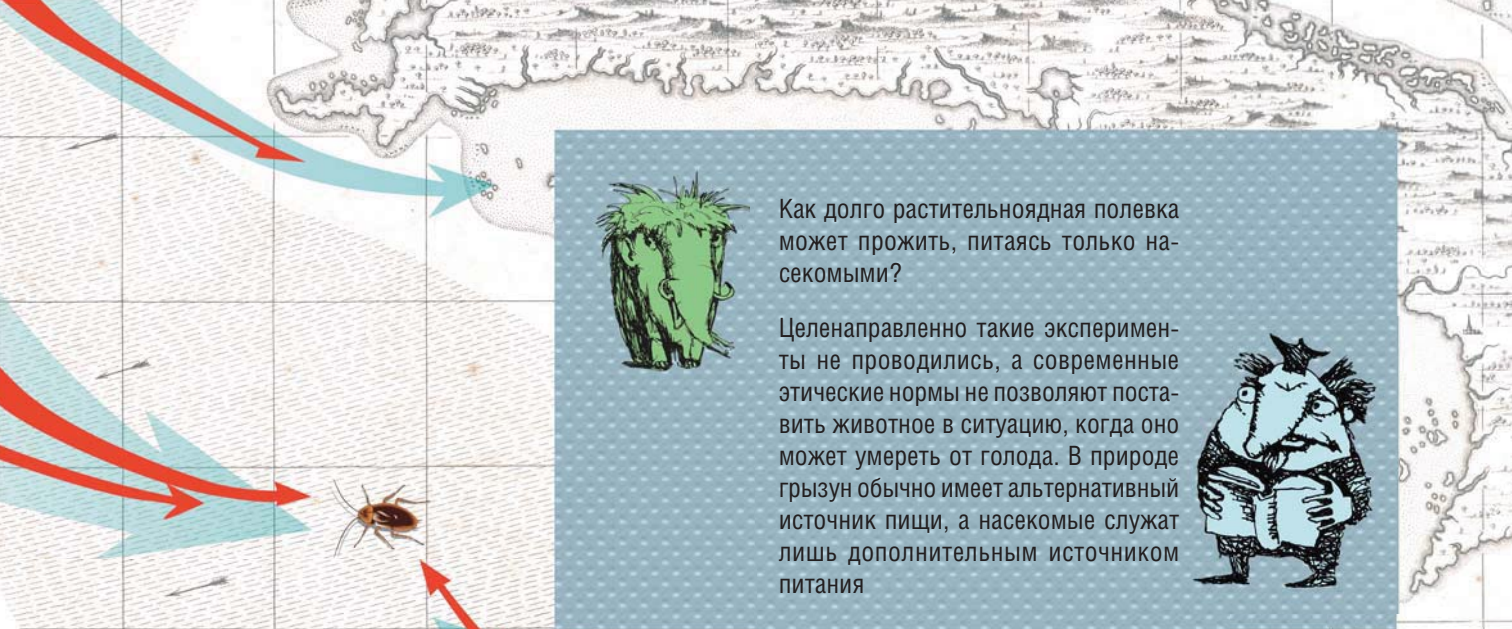 Как долго растительноядная полевка
может прожить, питаясь только на-
секомыми?
Целенаправленно такие эксперимен-
ты не проводились, а современные
этические нормы не позволяют поста-
вить животное в ситуацию, когда оно
может умереть от голода. В природе
грызун обычно имеет альтернативный
источник пищи, а насекомые служат
лишь дополнительным источником
питания